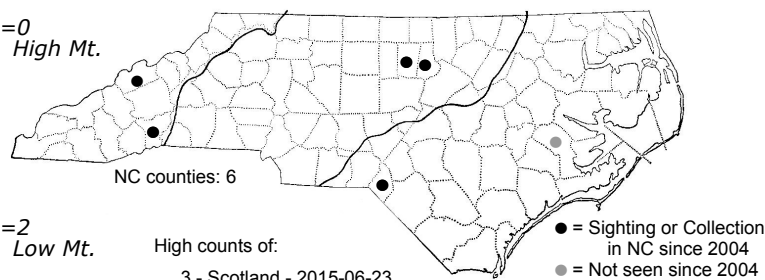 =0
High Mt.
NC counties: 6
=2
Low Mt.
High counts of:
3 - Scotland - 2015-06-23
● = Sighting or Collection
in NC since 2004
● = Not seen since 2004